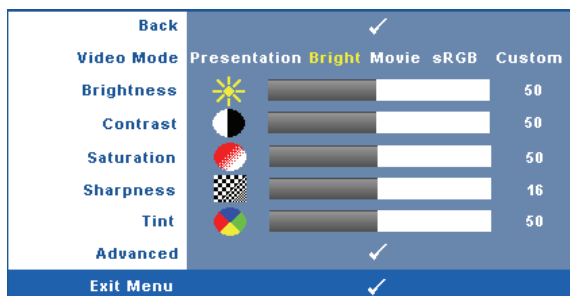 Back
Video Mode Presentation Bright Movie sRGB Custom
Brightness 50
Contrast 50
Saturation 50
Sharpness 16
Tint 50
Advanced
Exit Menu